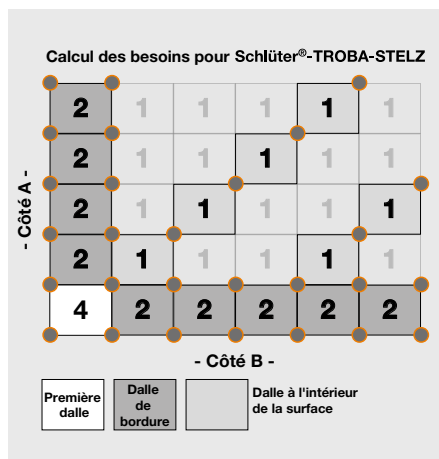 Calcul des besoins pour Schlüter®-TROBA-STELZ
- Côté A -
2 1 1 1 1 1
2 1 1 1 1 1
2 1 1 1 1 1
2 1 1 1 1 1
4 2 2 2 2 2
- Côté B -
Première
dalle
Dalle
de
bordure
Dalle à l'intérieur
de la surface